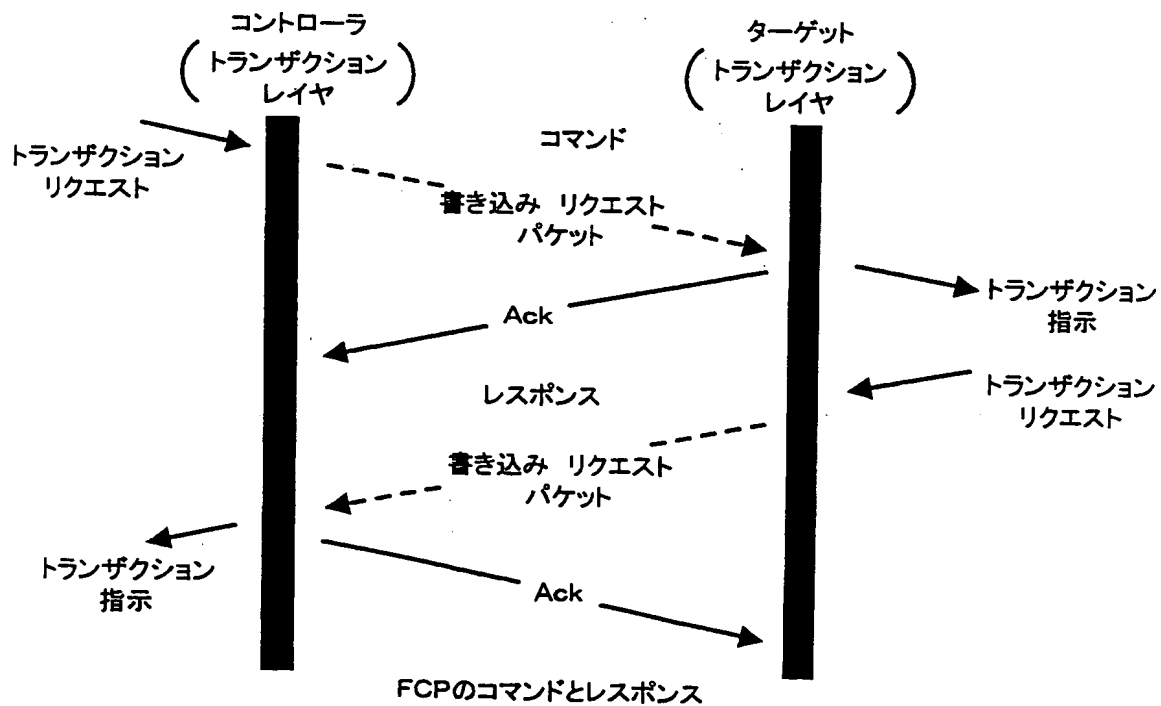 コントローラ
(トランザクション
レイヤ)
ターゲット
(トランザクション
レイヤ)
トランザクション
リクエスト
コマンド
書き込み リクエスト
パケット
Ack
トランザクション
指示
レスポンス
トランザクション
リクエスト
書き込み リクエスト
パケット
トランザクション
指示
Ack
FCPのコマンドとレスポンス